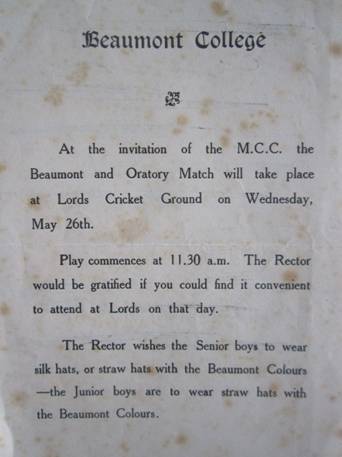 Beaumont College
At the invitation of the M.C.C. the
Beaumont and Oratory Match will take place
at Lords Cricket Ground on Wednesday,
May 26th.
Play commences at 11.30 a.m. The Rector
would be gratified if you could find it convenient
to attend at Lords on that day.
The Rector wishes the Senior boys to wear
silk hats, or straw hats with the Beaumont Colours
—the Junior boys are to wear straw hats with
the Beaumont Colours.